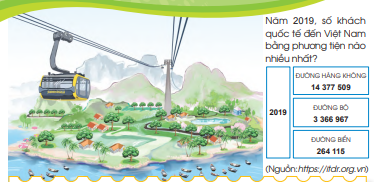 Năm 2019, số khách
quốc tế đến Việt Nam
bằng phương tiện nào
nhiều nhất?
2019
ĐƯỜNG HÀNG KHÔNG
14 377 509
ĐƯỜNG BỘ
3 366 967
ĐƯỜNG BIỂN
264 115
(Nguồn:https://itdr.org.vn)